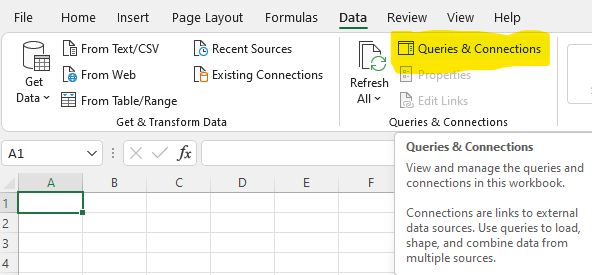 File Home Insert Page Layout Formulas Data Review View Help
Get Data
From Text/CSV
From Web
From Table/Range
Recent Sources
Existing Connections
Get & Transform Data
Refresh All
Queries & Connections
Properties
Edit Links
Queries & Connections
A1
fx
A B C D E F
1
2
3
4
Queries & Connections
View and manage the queries and
connections in this workbook.
Connections are links to external
data sources. Use queries to load,
shape, and combine data from
multiple sources.